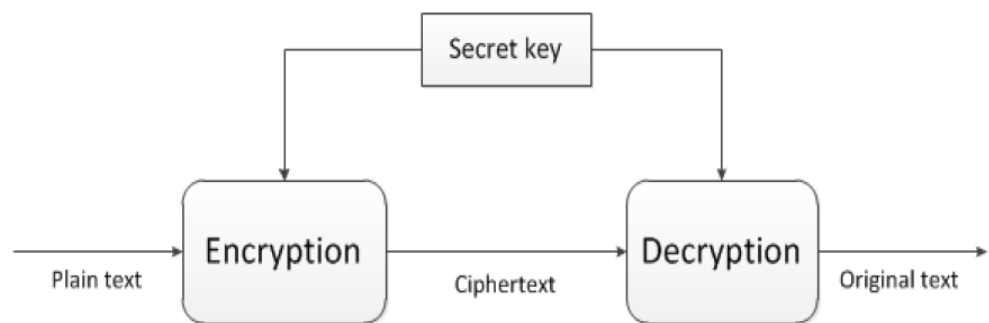 Secret key
Encryption
Decryption
Plain text
Ciphertext
Original text